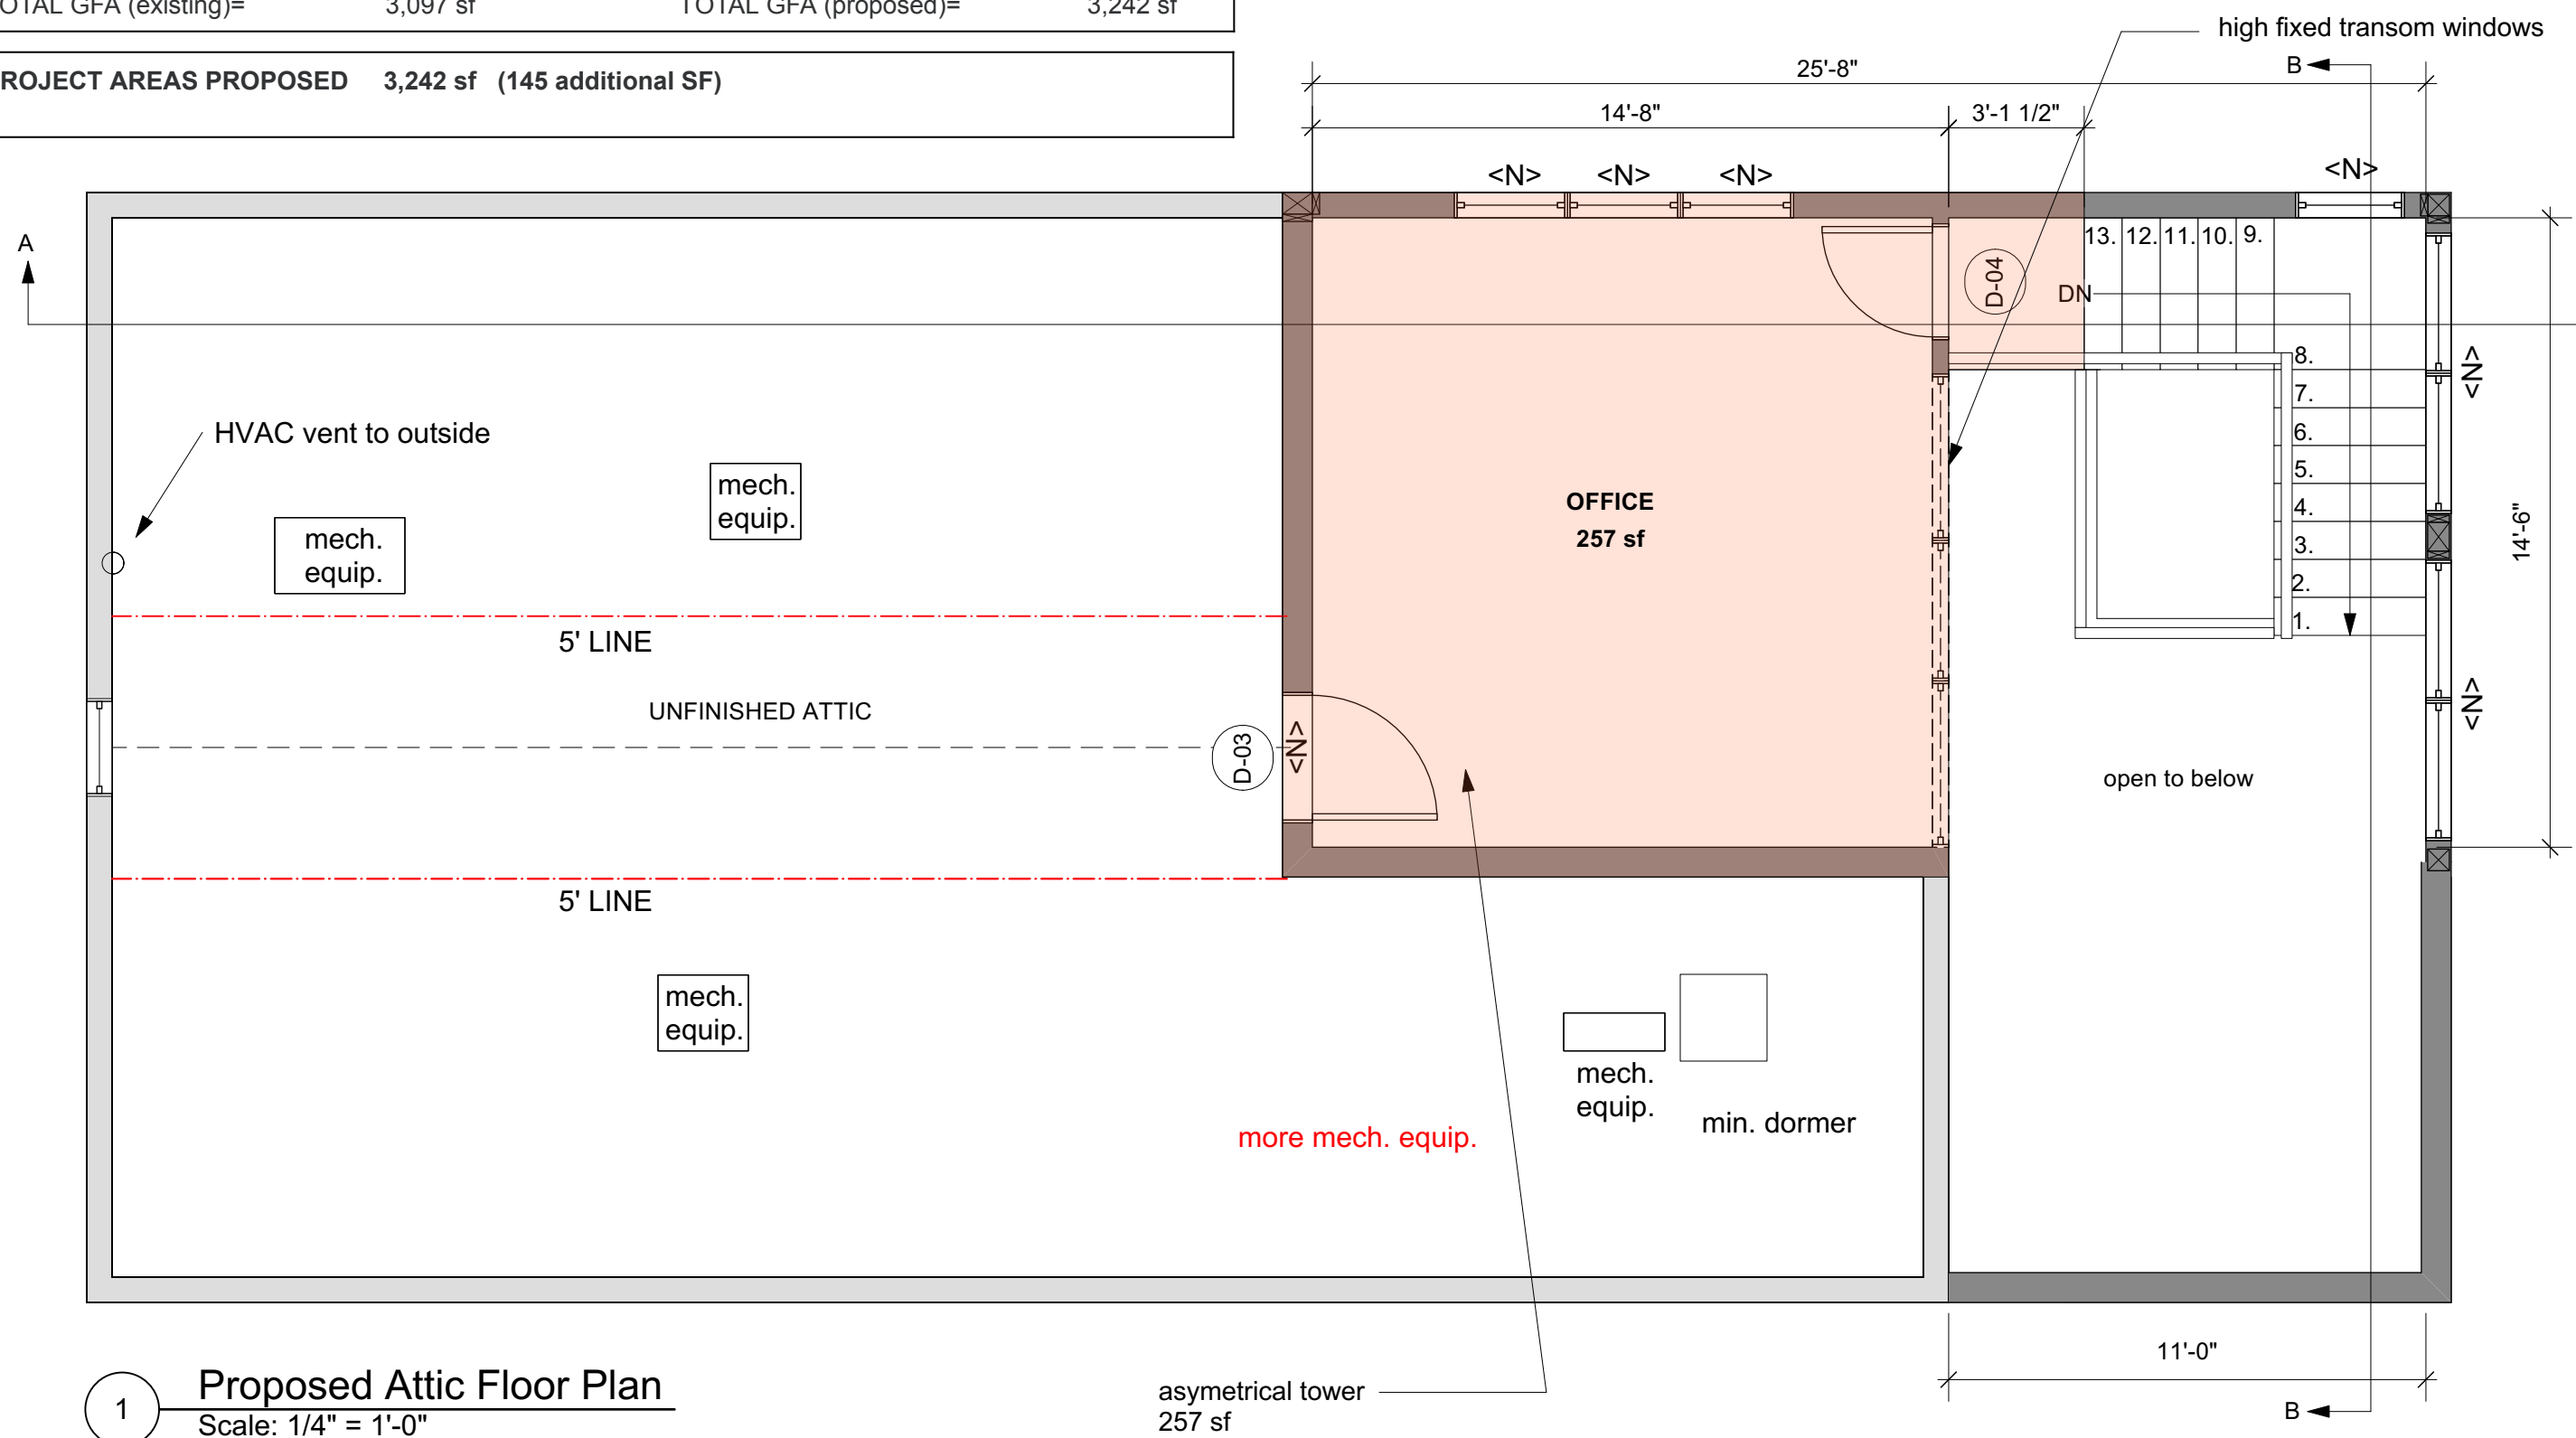 OTAL GFA (existing)= 3,097 sf TOTAL GFA (proposed)= 3,242 sf
ROJECT AREAS PROPOSED 3,242 sf (145 additional SF)
high fixed transom windows
B
25'-8"
14'-8" 3'-1 1/2"
<N> <N> <N> <N>
A
13. 12. 11. 10. 9.
D-04
DN
8.
7.
6.
5.
4.
3.
2.
1.
<N>
<N>
14'-6"
HVAC vent to outside
mech.
equip.
mech.
equip.
OFFICE
257 sf
5' LINE
UNFINISHED ATTIC
D-03
<N>
open to below
5' LINE
mech.
equip.
mech.
equip.
min. dormer
more mech. equip.
11'-0"
B
1
Proposed Attic Floor Plan
Scale: 1/4" = 1'-0"
asymetrical tower
257 sf